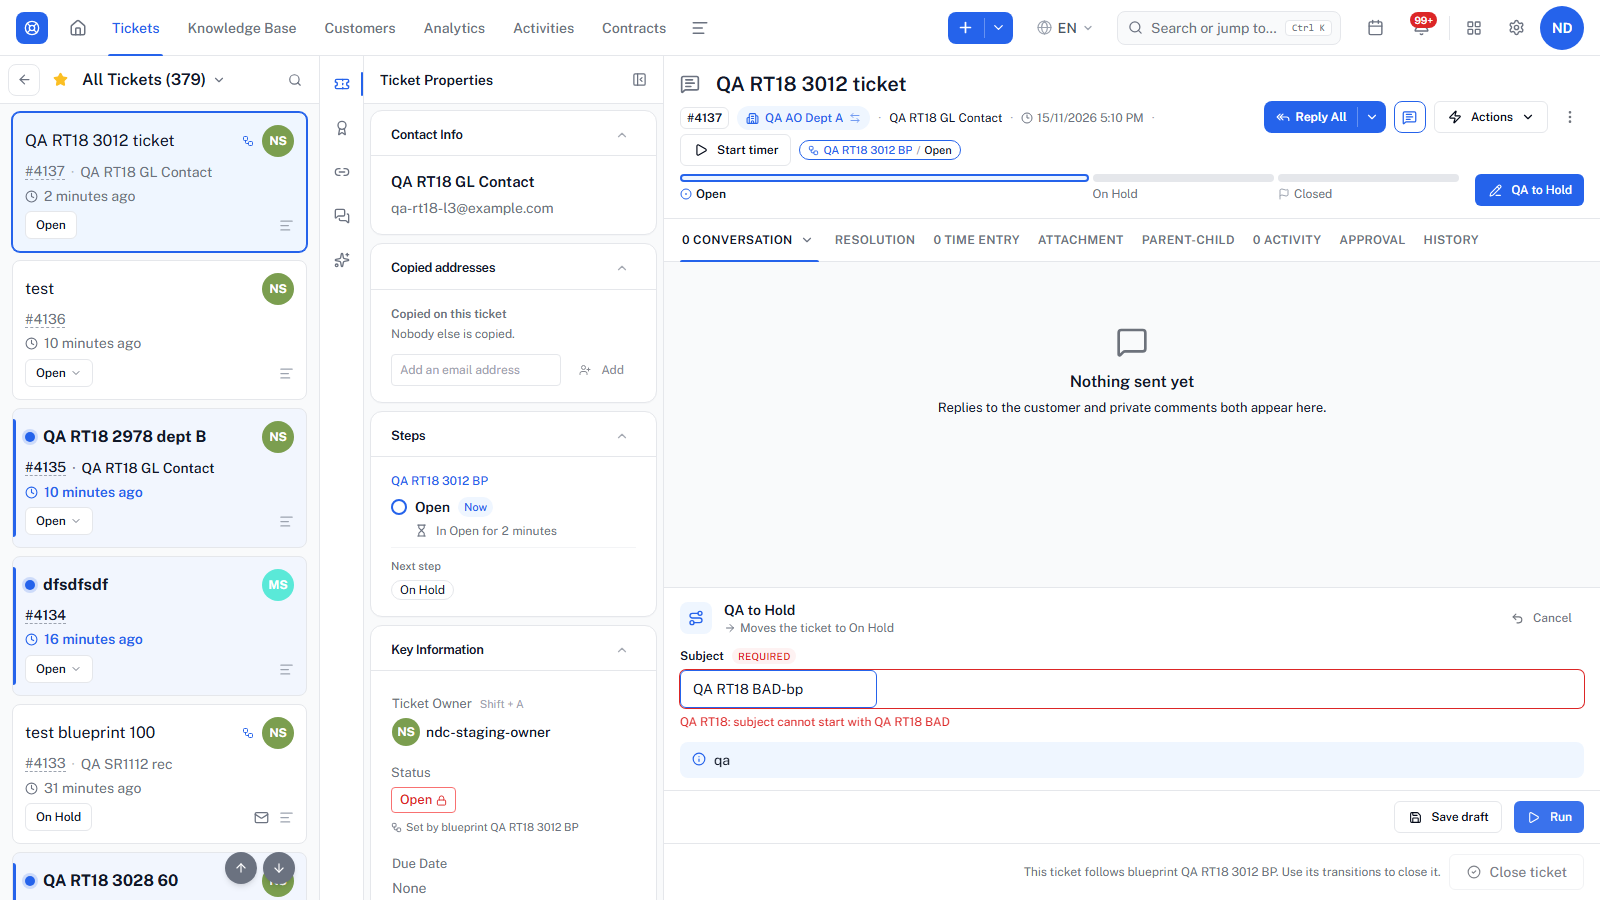 Tickets
Knowledge Base
Customers
Analytics
Activities
Contracts
EN
Search or jump to...
Ctrl K
99+
ND
All Tickets (379)
QA RT18 3012 ticket
NS
#4137 · QA RT18 GL Contact
2 minutes ago
Open
test
NS
#4136
10 minutes ago
Open
QA RT18 2978 dept B
NS
#4135 · QA RT18 GL Contact
10 minutes ago
Open
dfsdfsdf
MS
#4134
16 minutes ago
Open
test blueprint 100
NS
#4133 · QA SR1112 rec
31 minutes ago
On Hold
QA RT18 3028 60
Ticket Properties
Contact Info
QA RT18 GL Contact
qa-rt18-l3@example.com
Copied addresses
Copied on this ticket
Nobody else is copied.
Add an email address
Add
Steps
QA RT18 3012 BP
Open Now
In Open for 2 minutes
Next step
On Hold
Key Information
Ticket Owner Shift + A
NS ndc-staging-owner
Status
Open
Set by blueprint QA RT18 3012 BP
Due Date
None
QA RT18 3012 ticket
#4137 QA AO Dept A · QA RT18 GL Contact · 15/11/2026 5:10 PM ·
Reply All
Actions
Start timer
QA RT18 3012 BP / Open
Open
On Hold
Closed
QA to Hold
0 CONVERSATION
RESOLUTION
0 TIME ENTRY
ATTACHMENT
PARENT-CHILD
0 ACTIVITY
APPROVAL
HISTORY
Nothing sent yet
Replies to the customer and private comments both appear here.
QA to Hold
→ Moves the ticket to On Hold
Cancel
Subject REQUIRED
QA RT18 BAD-bp
QA RT18: subject cannot start with QA RT18 BAD
qa
Save draft
Run
This ticket follows blueprint QA RT18 3012 BP. Use its transitions to close it.
Close ticket